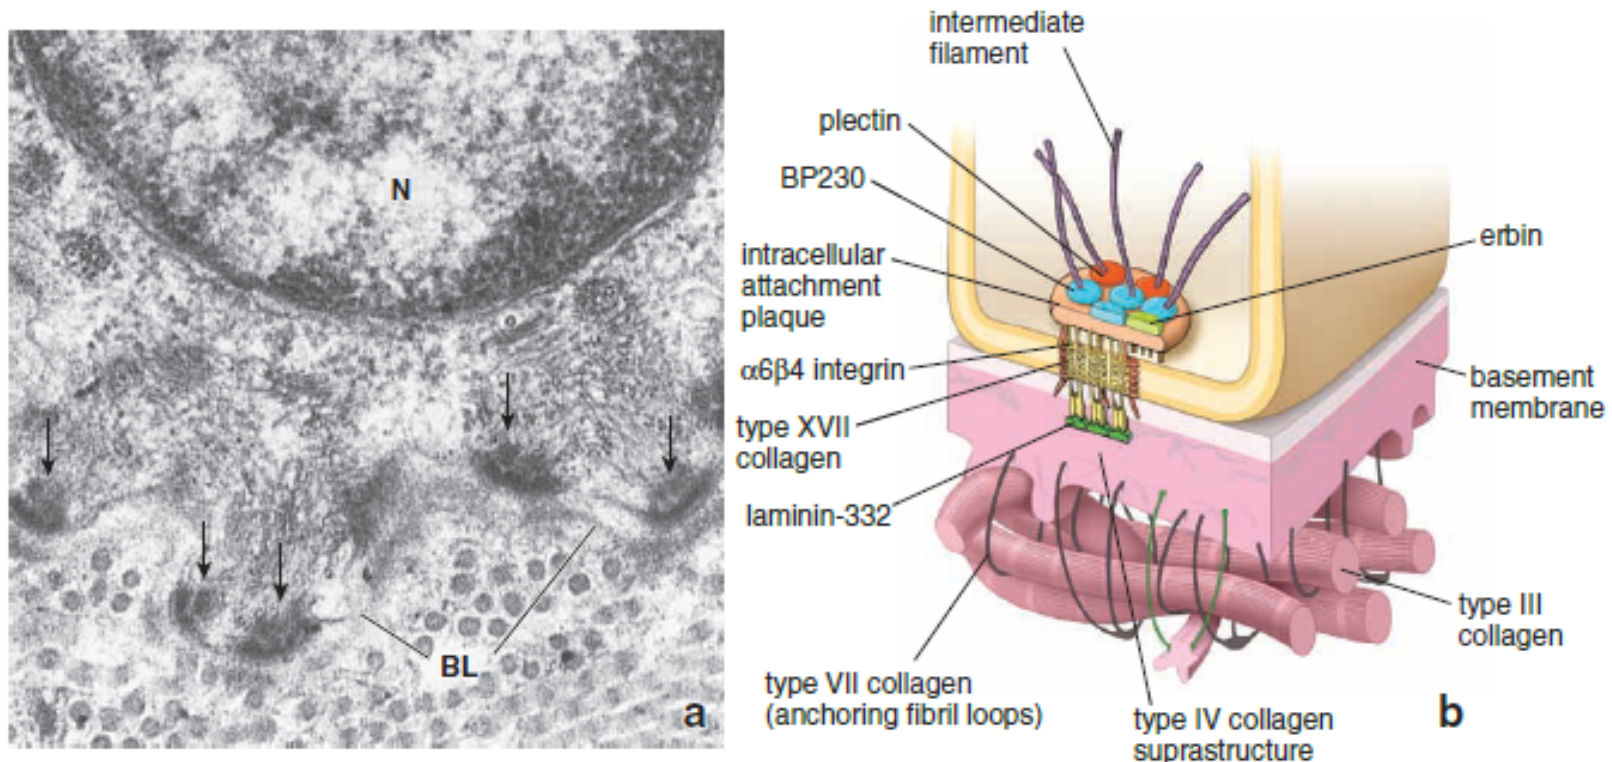 N
BL
a
intermediate
filament
plectin
BP230
intracellular
attachment
plaque
α6β4 integrin
type XVII
collagen
laminin-332
type VII collagen
(anchoring fibril loops)
type IV collagen
suprastructure
erbin
basement
membrane
type III
collagen
b